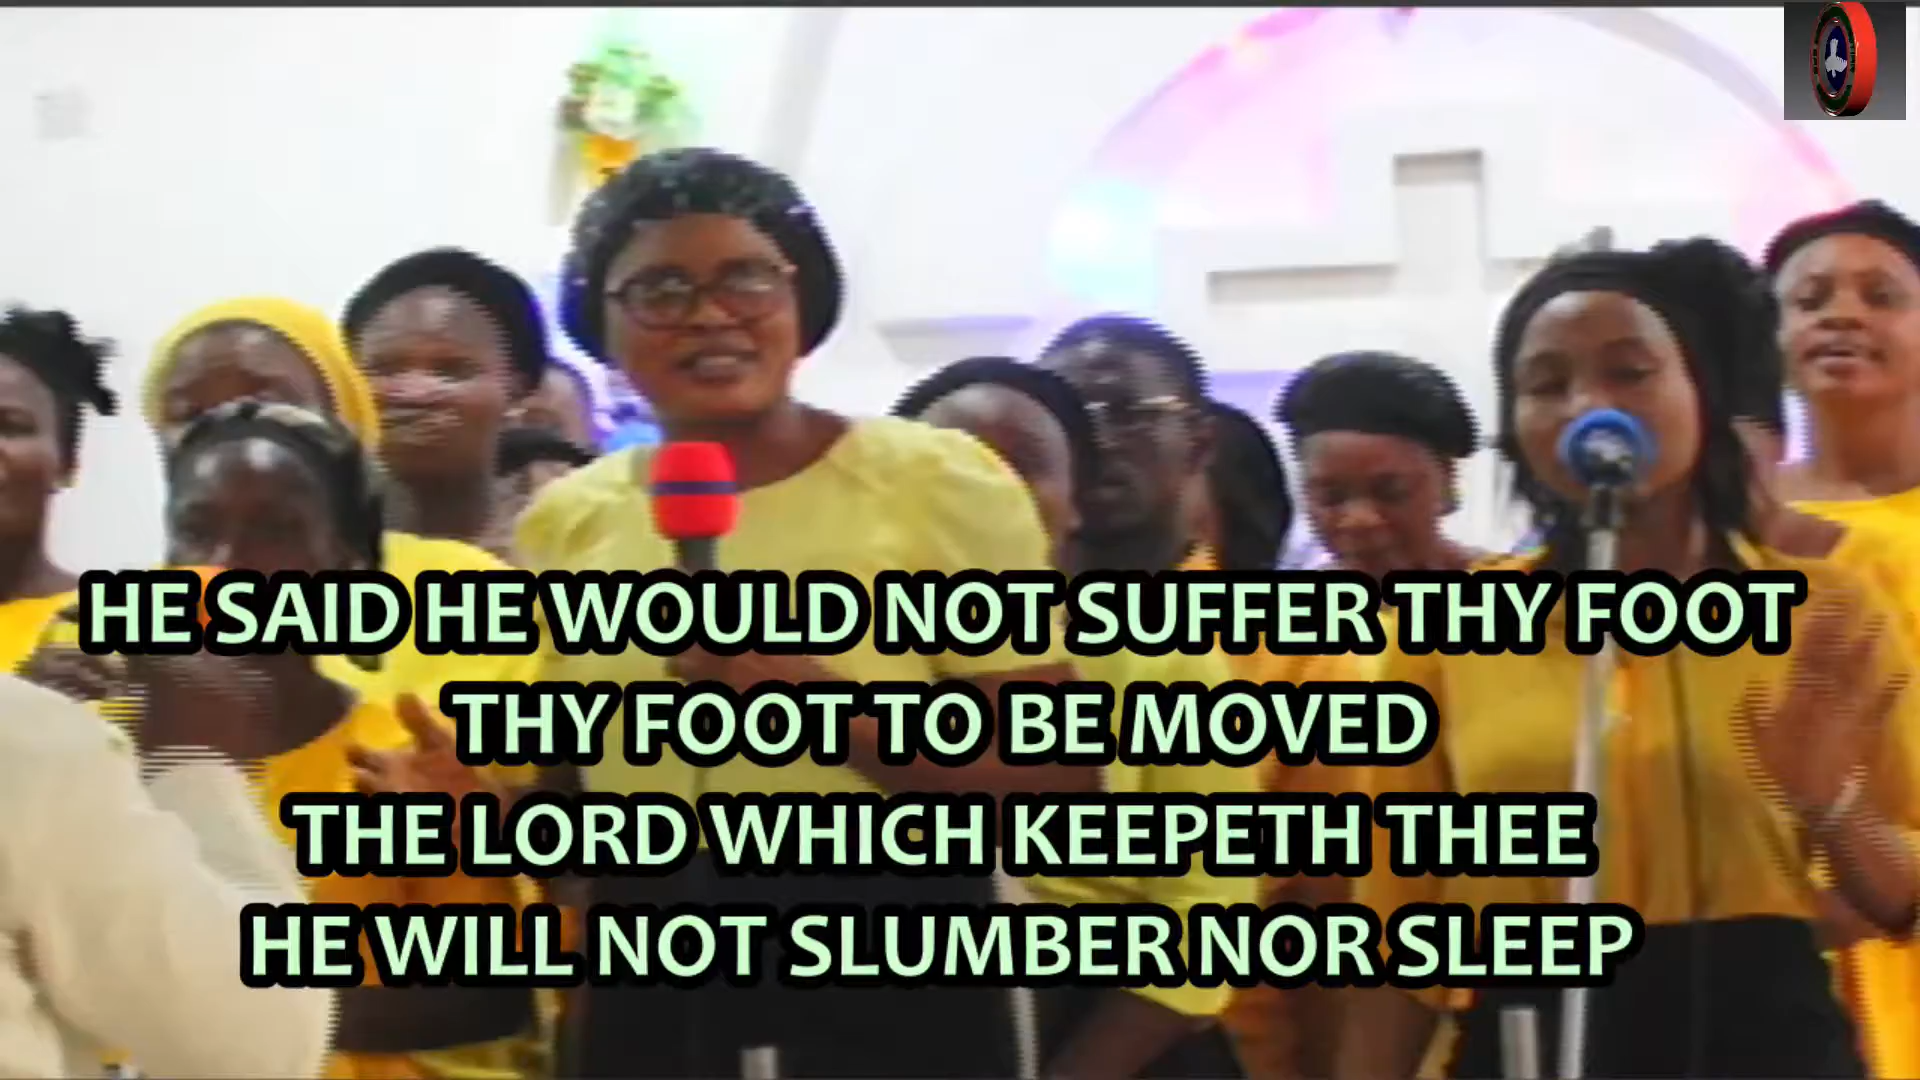 HE SAID HE WOULD NOT SUFFER THY FOOT
THY FOOT TO BE MOVED
THE LORD WHICH KEEPETH THEE
HE WILL NOT SLUMBER NOR SLEEP